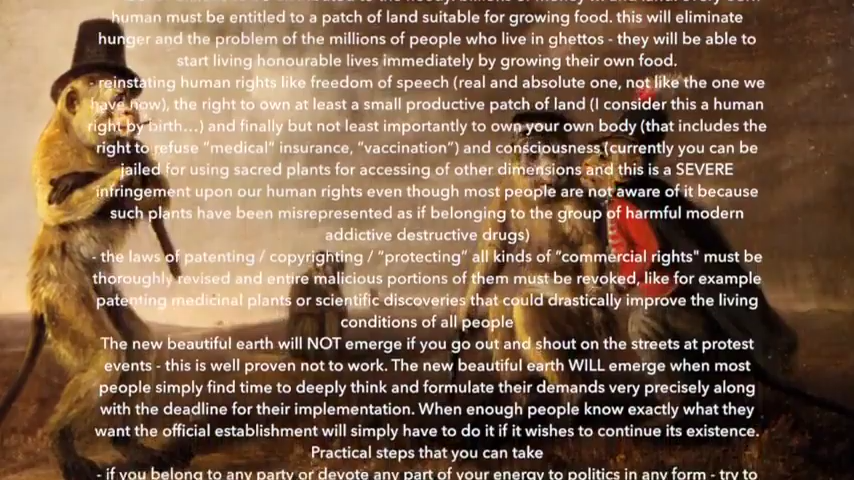 human must be entitled to a patch of land suitable for growing food. this will eliminate
hunger and the problem of the millions of people who live in ghettos - they will be able to
start living honourable lives immediately by growing their own food.
- reinstating human rights like freedom of speech (real and absolute one, not like the one we
have now), the right to own at least a small productive patch of land (I consider this a human
right by birth...) and finally but not least importantly to own your own body (that includes the
right to refuse "medical" insurance, "vaccination") and consciousness (currently you can be
jailed for using sacred plants for accessing of other dimensions and this is a SEVERE
infringement upon our human rights even though most people are not aware of it because
such plants have been misrepresented as if belonging to the group of harmful modern
addictive destructive drugs)
- the laws of patenting / copyrighting / "protecting" all kinds of "commercial rights" must be
thoroughly revised and entire malicious portions of them must be revoked, like for example
patenting medicinal plants or scientific discoveries that could drastically improve the living
conditions of all people
The new beautiful earth will NOT emerge if you go out and shout on the streets at protest
events - this is well proven not to work. The new beautiful earth WILL emerge when most
people simply find time to deeply think and formulate their demands very precisely along
with the deadline for their implementation. When enough people know exactly what they
want the official establishment will simply have to do it if it wishes to continue its existence.
Practical steps that you can take
- if you belong to any party or devote any part of your energy to politics in any form - try to